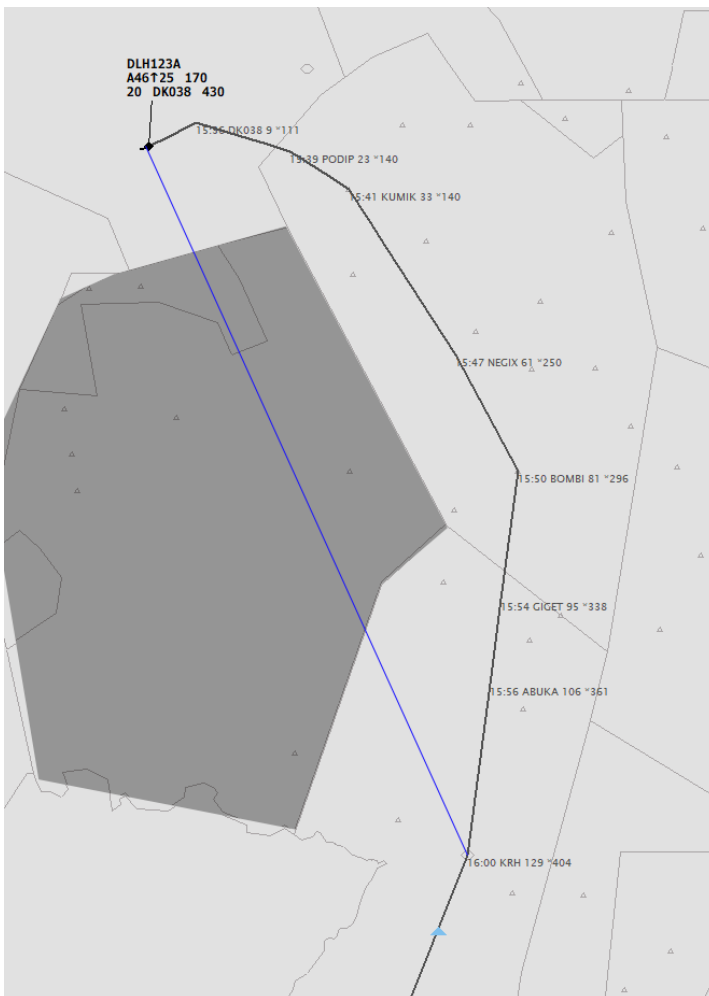 DLH123A
A46↑25 170
20 DK038 430
15:36 DK038 9 "111
15:39 PODIP 23 "140
15:41 KUMIK 33 "140
15:47 NEGIX 61 "250
15:50 BOMBI 81 "296
15:54 GIGET 95 "338
15:56 ABUKA 106 "361
16:00 KRH 129 "404